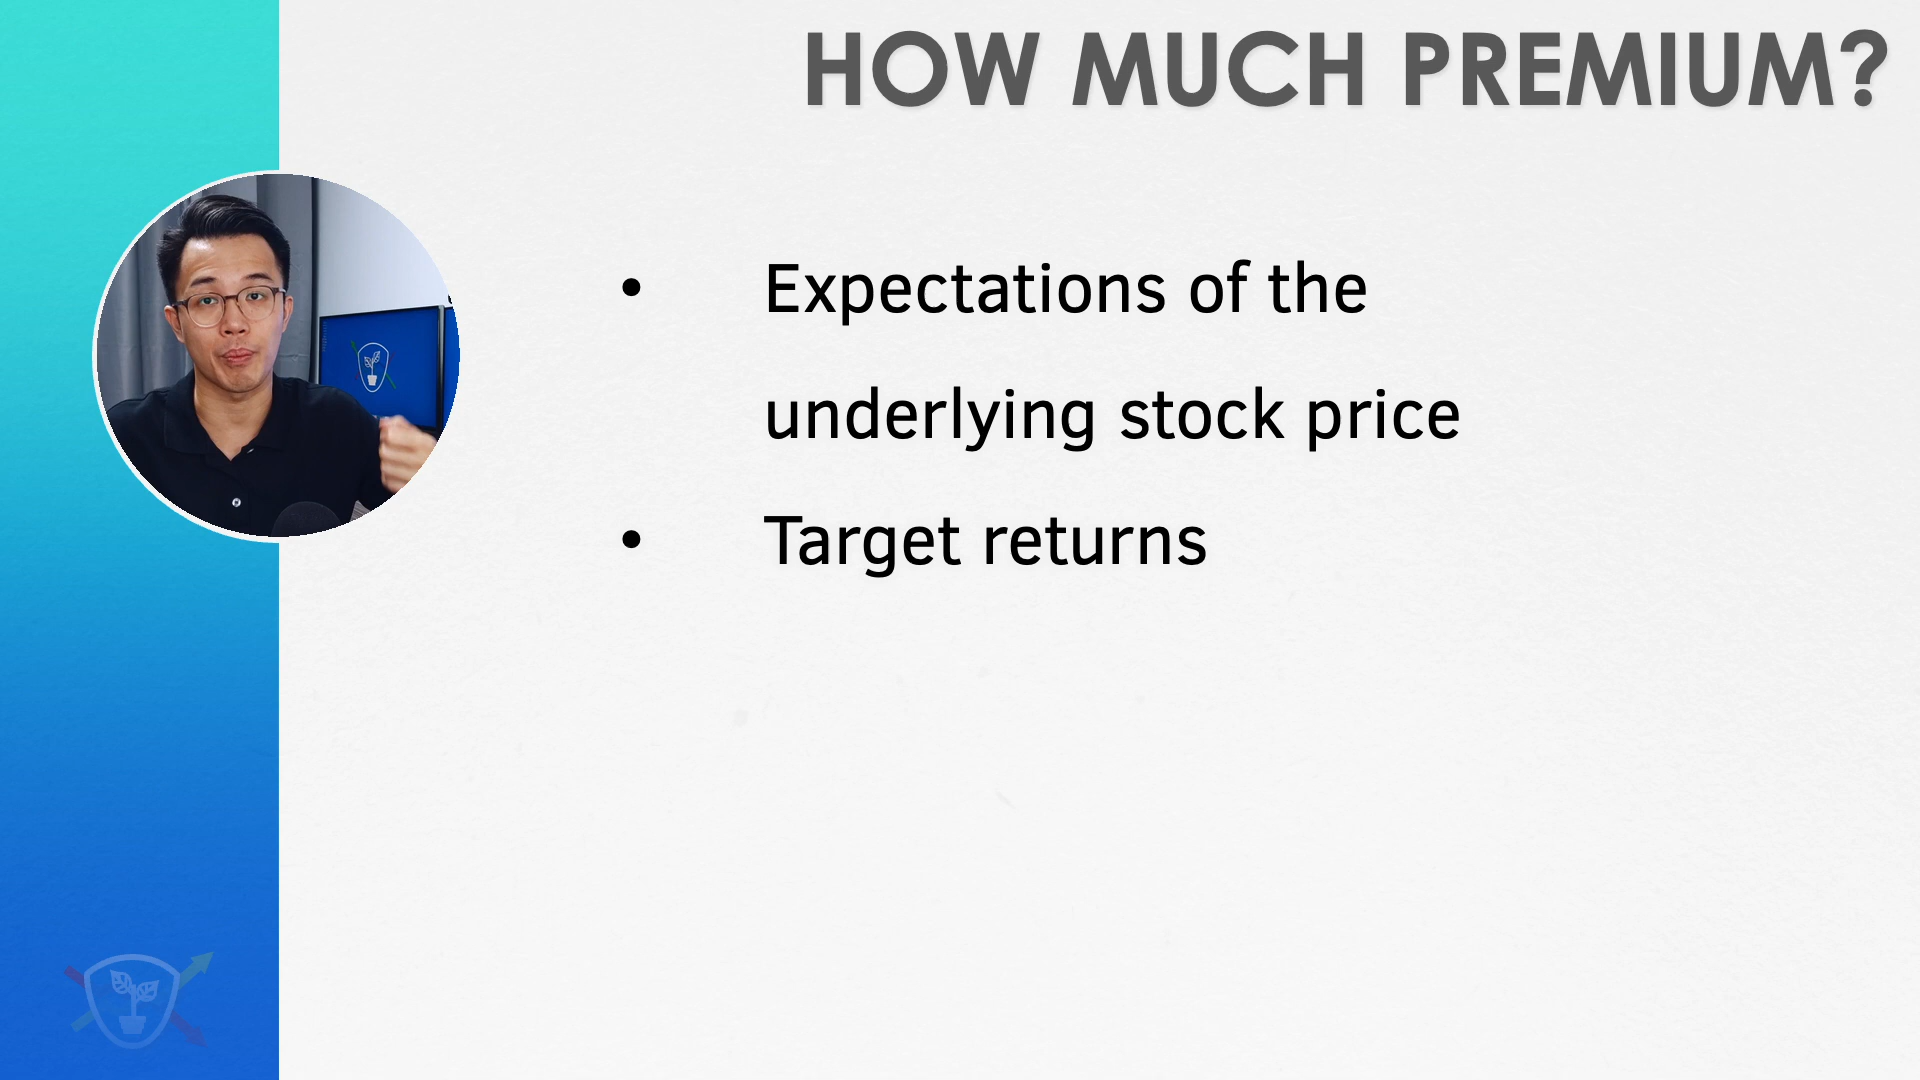 HOW MUCH PREMIUM?
• Expectations of the
underlying stock price
• Target returns